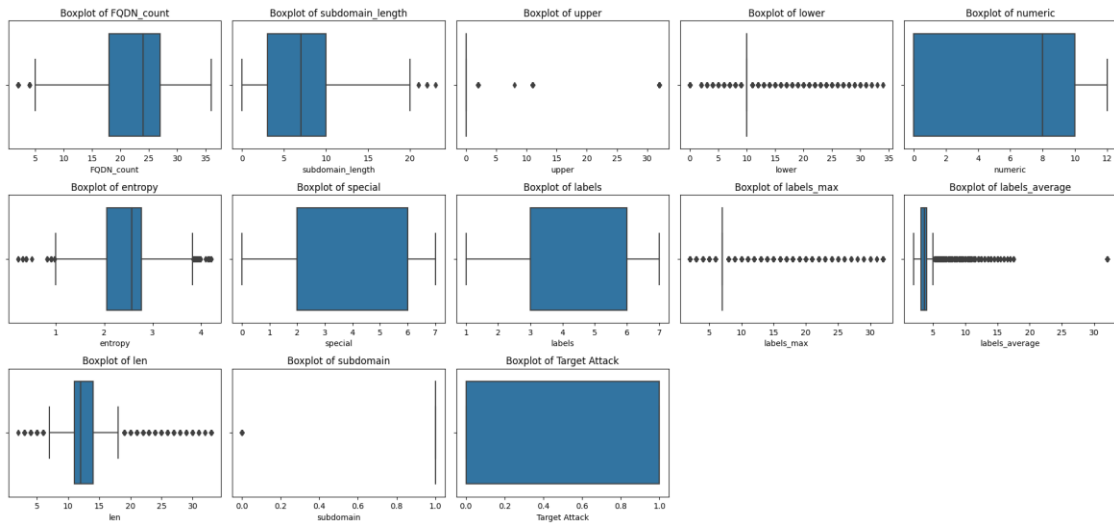 Boxplot of FQDN_count
Boxplot of subdomain_length
Boxplot of upper
Boxplot of lower
Boxplot of numeric
5 10 15 20 25 30 35
0 5 10 15 20
0 5 10 15 20 25 30
0 5 10 15 20 25 30 35
0 2 4 6 8 10 12
FQDN_count
subdomain_length
upper
lower
numeric
Boxplot of entropy
Boxplot of special
Boxplot of labels
Boxplot of labels_max
Boxplot of labels_average
1 2 3 4
0 1 2 3 4 5 6 7
1 2 3 4 5 6 7
5 10 15 20 25 30
5 10 15 20 25 30
entropy
special
labels
labels_max
labels_average
Boxplot of len
Boxplot of subdomain
Boxplot of Target Attack
5 10 15 20 25 30
0.0 0.2 0.4 0.6 0.8 1.0
0.0 0.2 0.4 0.6 0.8 1.0
len
subdomain
Target Attack